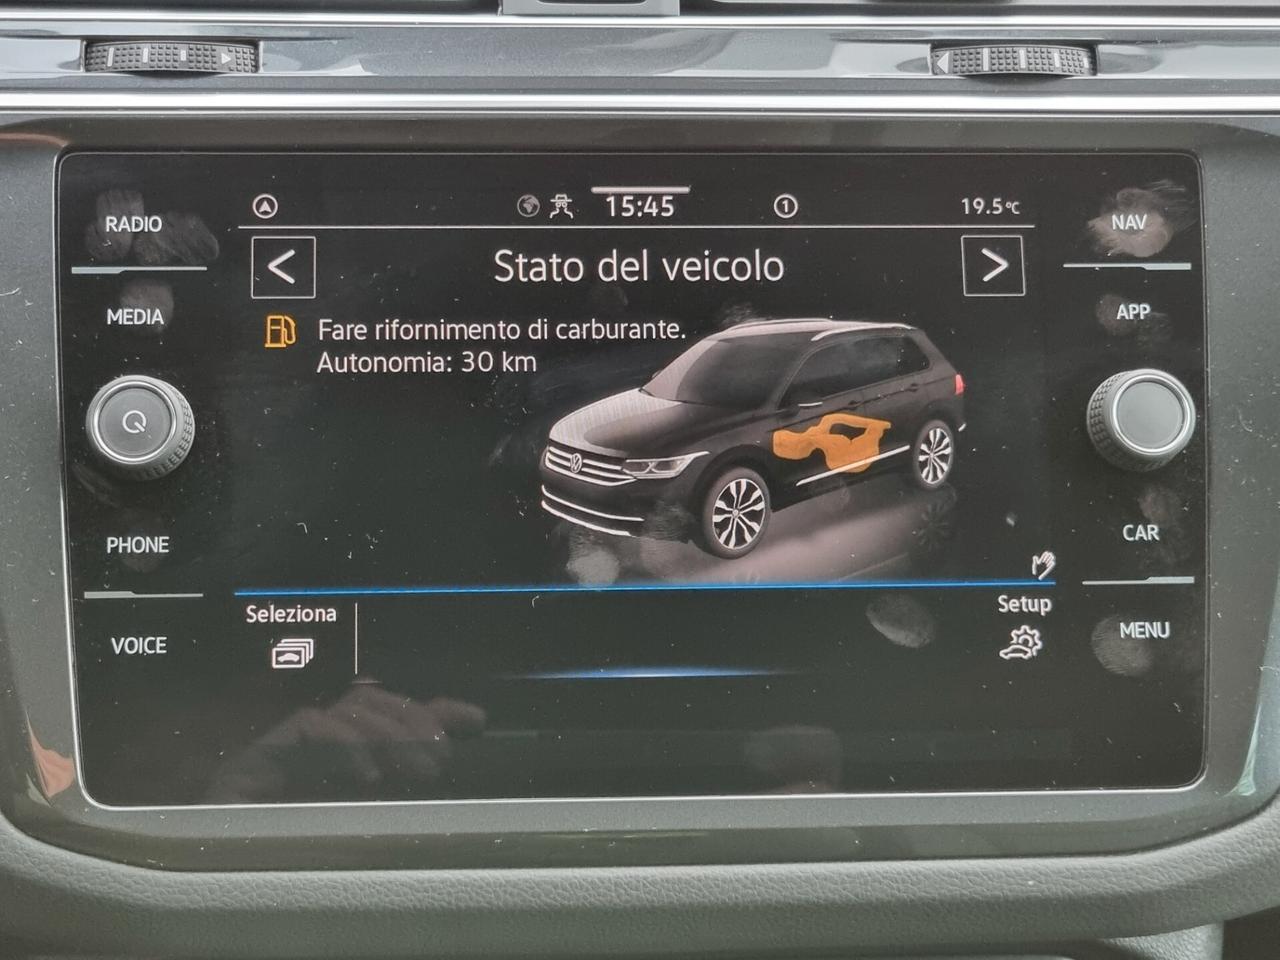 15:45
1
19.5°C
RADIO
NAV
Stato del veicolo
MEDIA
APP
Fare rifornimento di carburante.
Autonomia: 30 km
PHONE
CAR
Seleziona
Setup
VOICE
MENU